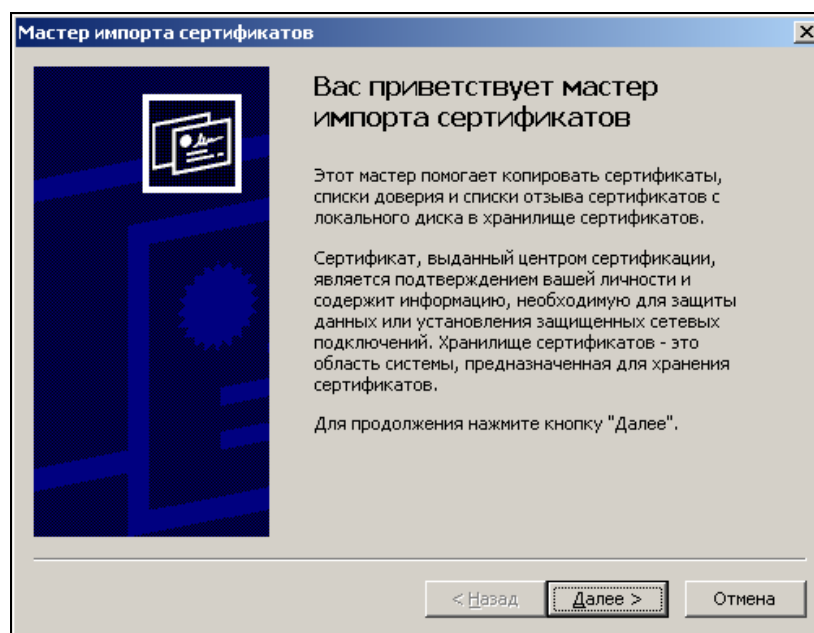 Мастер импорта сертификатов
Вас приветствует мастер
импорта сертификатов
Этот мастер помогает копировать сертификаты,
списки доверия и списки отзыва сертификатов с
локального диска в хранилище сертификатов.
Сертификат, выданный центром сертификации,
является подтверждением вашей личности и
содержит информацию, необходимую для защиты
данных или установления защищенных сетевых
подключений. Хранилище сертификатов - это
область системы, предназначенная для хранения
сертификатов.
Для продолжения нажмите кнопку "Далее".
< Назад Далее > Отмена